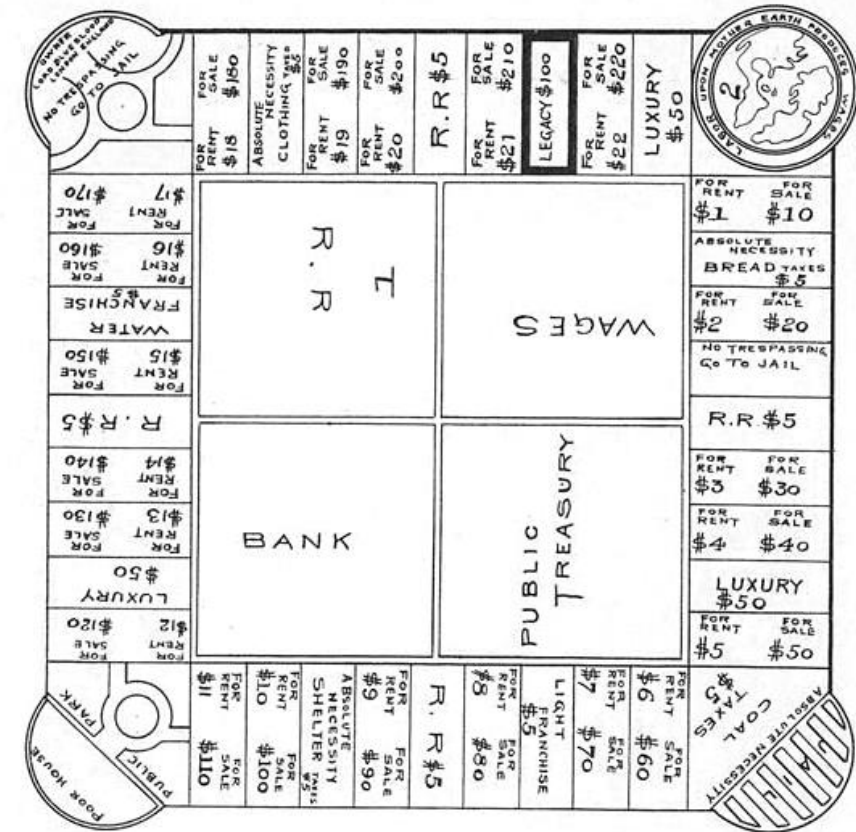 OWNER
LORD BLUEBLOOD
LONDON ENGLAND
NO TRESPASSING
GO TO JAIL
FOR RENT $18
FOR SALE $180
ABSOLUTE NECESSITY
CLOTHING TAXES
$5
FOR RENT $19
FOR SALE $190
FOR RENT $20
FOR SALE $200
R.R $5
FOR RENT $21
FOR SALE $210
LEGACY $100
FOR RENT $22
FOR SALE $220
LUXURY
$50
LABOR UPON MOTHER EARTH PRODUCES WAGES
FOR RENT $1
FOR SALE $10
ABSOLUTE
NECESSITY
BREAD TAXES
$5
FOR RENT $2
FOR SALE $20
NO TRESPASSING
GO TO JAIL
R.R. $5
FOR RENT $3
FOR SALE $30
FOR RENT $4
FOR SALE $40
LUXURY
$50
FOR RENT $5
FOR SALE $50
ABSOLUTE NECESSITY
COAL
TAXES
$5
FOR RENT $6
FOR SALE $60
FOR RENT $7
FOR SALE $70
LIGHT
FRANCHISE
$5
FOR RENT $8
FOR SALE $80
R.R $5
FOR RENT $9
FOR SALE $90
ABSOLUTE
NECESSITY
SHELTER TAXES
$5
FOR RENT $10
FOR SALE $100
FOR RENT $11
FOR SALE $110
PUBLIC
PARK
POOR HOUSE
FOR RENT $12
FOR SALE $120
LUXURY
$50
FOR RENT $13
FOR SALE $130
FOR RENT $14
FOR SALE $140
R.R $5
FOR RENT $15
FOR SALE $150
WATER
FRANCHISE
$5
FOR RENT $16
FOR SALE $160
FOR RENT $17
FOR SALE $170
R.R
WAGES
BANK
PUBLIC
TREASURY